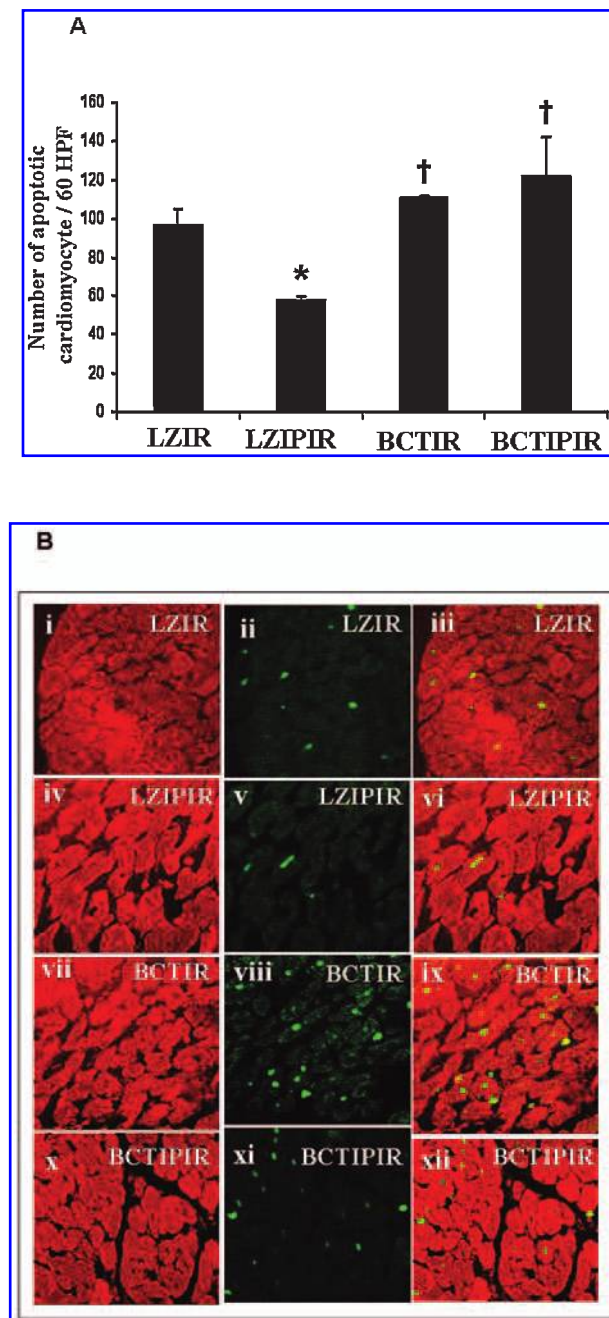 A
Number of apoptotic
cardiomyocyte / 60 HPF
160
140
120
100
80
60
40
20
0
*
†
†
LZIR LZIPIR BCTIR BCTIPIR
B
i LZIR ii LZIR iii LZIR
iv LZIPIR v LZIPIR vi LZIPIR
vii BCTIR viii BCTIR ix BCTIR
x BCTIPIR xi BCTIPIR xii BCTIPIR